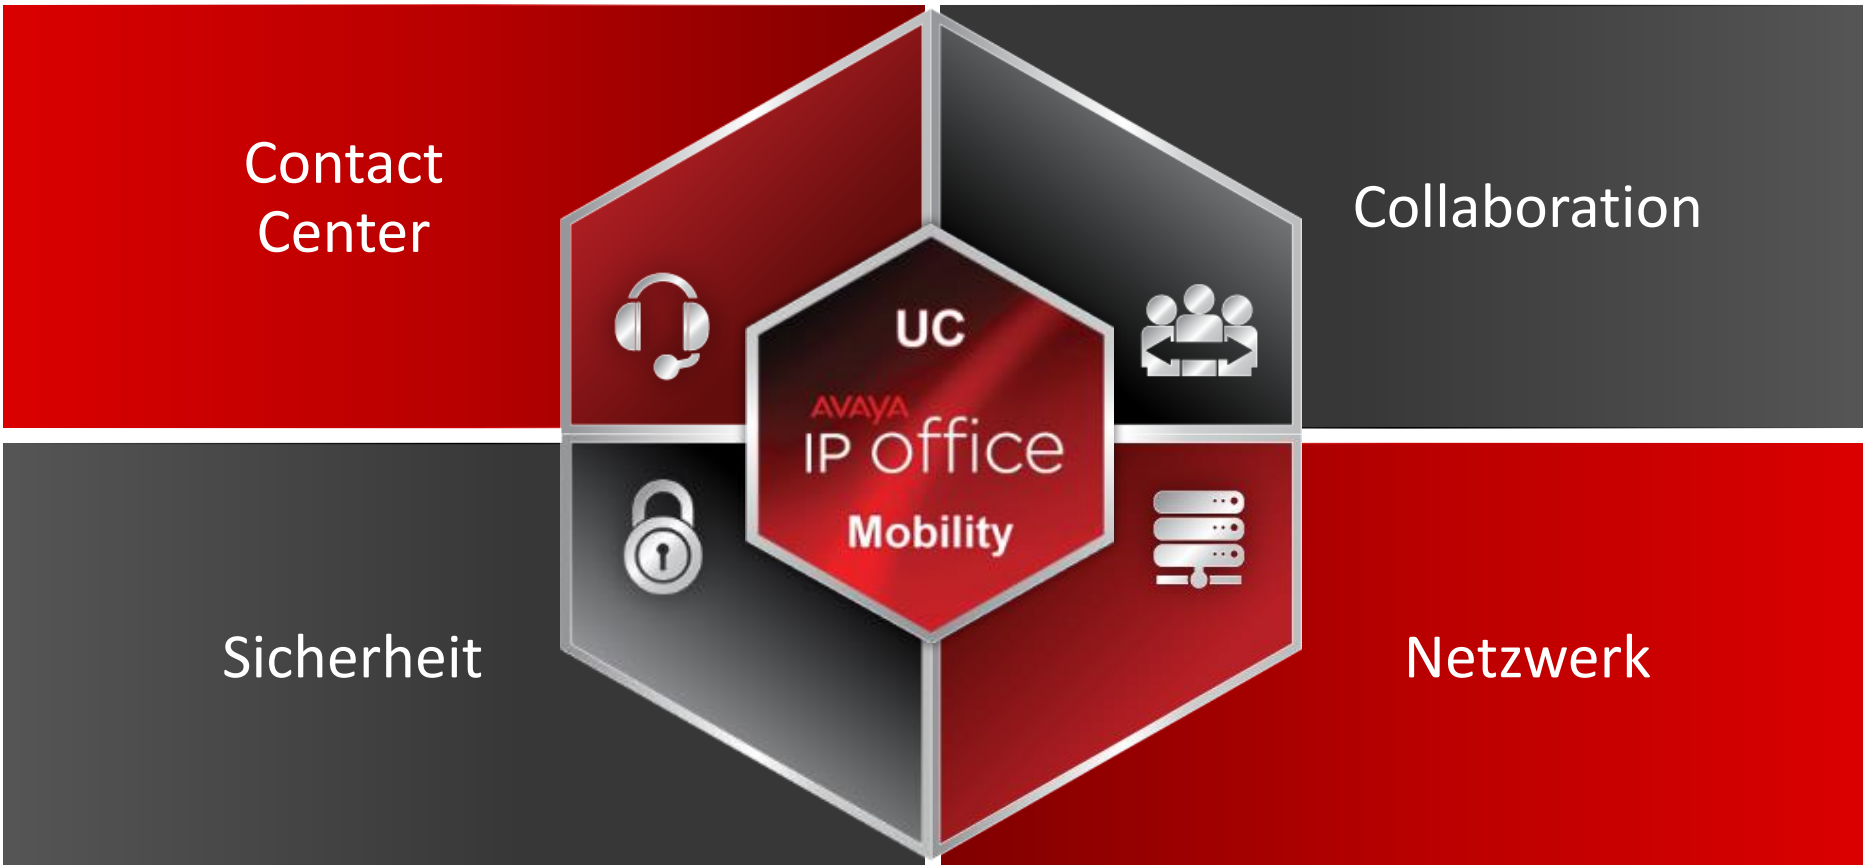 Contact
Center
Collaboration
UC
AVAYA
IP office
Mobility
Sicherheit
Netzwerk